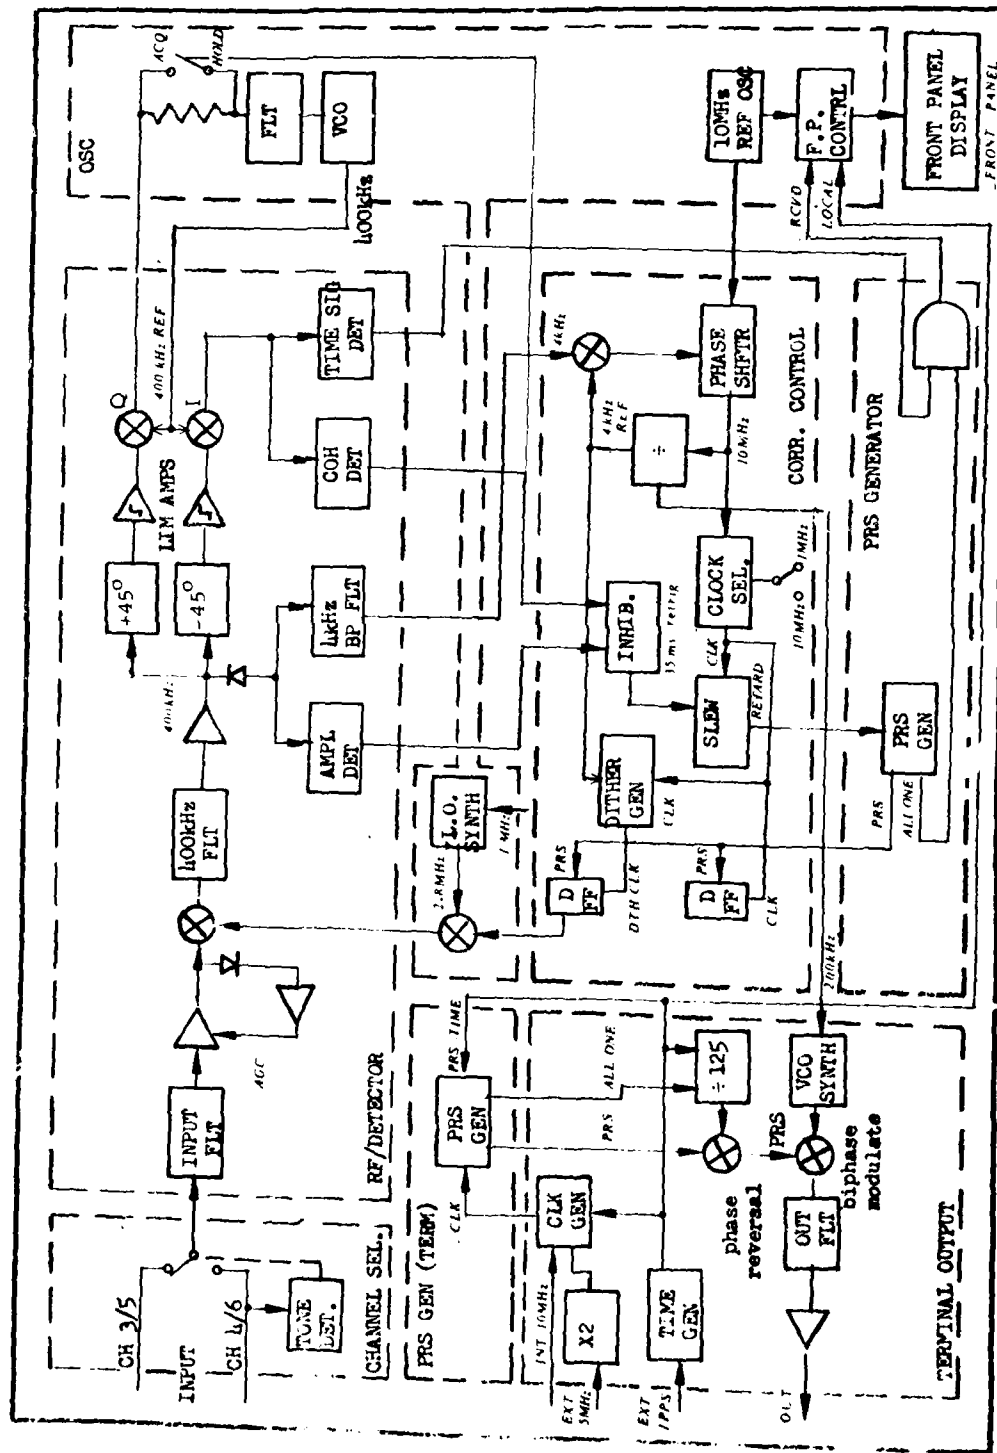 CH 3/5
INPUT
CH 4/6
TONE
DET.
CHANNEL SEL.
INPUT
FLT
AGC
RF/DETECTOR
400kHz
FLT
400kHz
+45°
-45°
LIM AMPS
Q
I
400 kHz REF
AMPL
DET
4kHz
BP FLT
COH
DET
TIME SIG
DET
OSC
ACQ
HOLD
FLT
VCO
400kHz
PRS GEN (TERM)
CLK
PRS
GEN
PRS TIME
2.8MHz
L.O.
SYNTH
1 MHz
D
FF
PRS
DTH CLK
DITHER
GEN
CLK
D
FF
PRS
CLK
INHIB.
SLEW
CLK
RETARD
CLOCK
SEL.
10MHz
1MHz
÷
4kHz
REF
4kHz
10MHz
PHASE
SHFTR
CORR. CONTROL
10MHz
REF OSC
F.P.
CONTRL
RCVD
LOCAL
FRONT PANEL
DISPLAY
FRONT PANEL
INT 10MHz
EXT
5MHz
X2
CLK
GEN
EXT
1PPS
TIME
GEN
ALL ONE
PRS
÷ 125
phase
reversal
PRS
VCO
SYNTH
200kHz
biphase
modulate
OUT
FLT
OUT
TERMINAL OUTPUT
PRS
GEN
PRS
ALL ONE
PRS GENERATOR